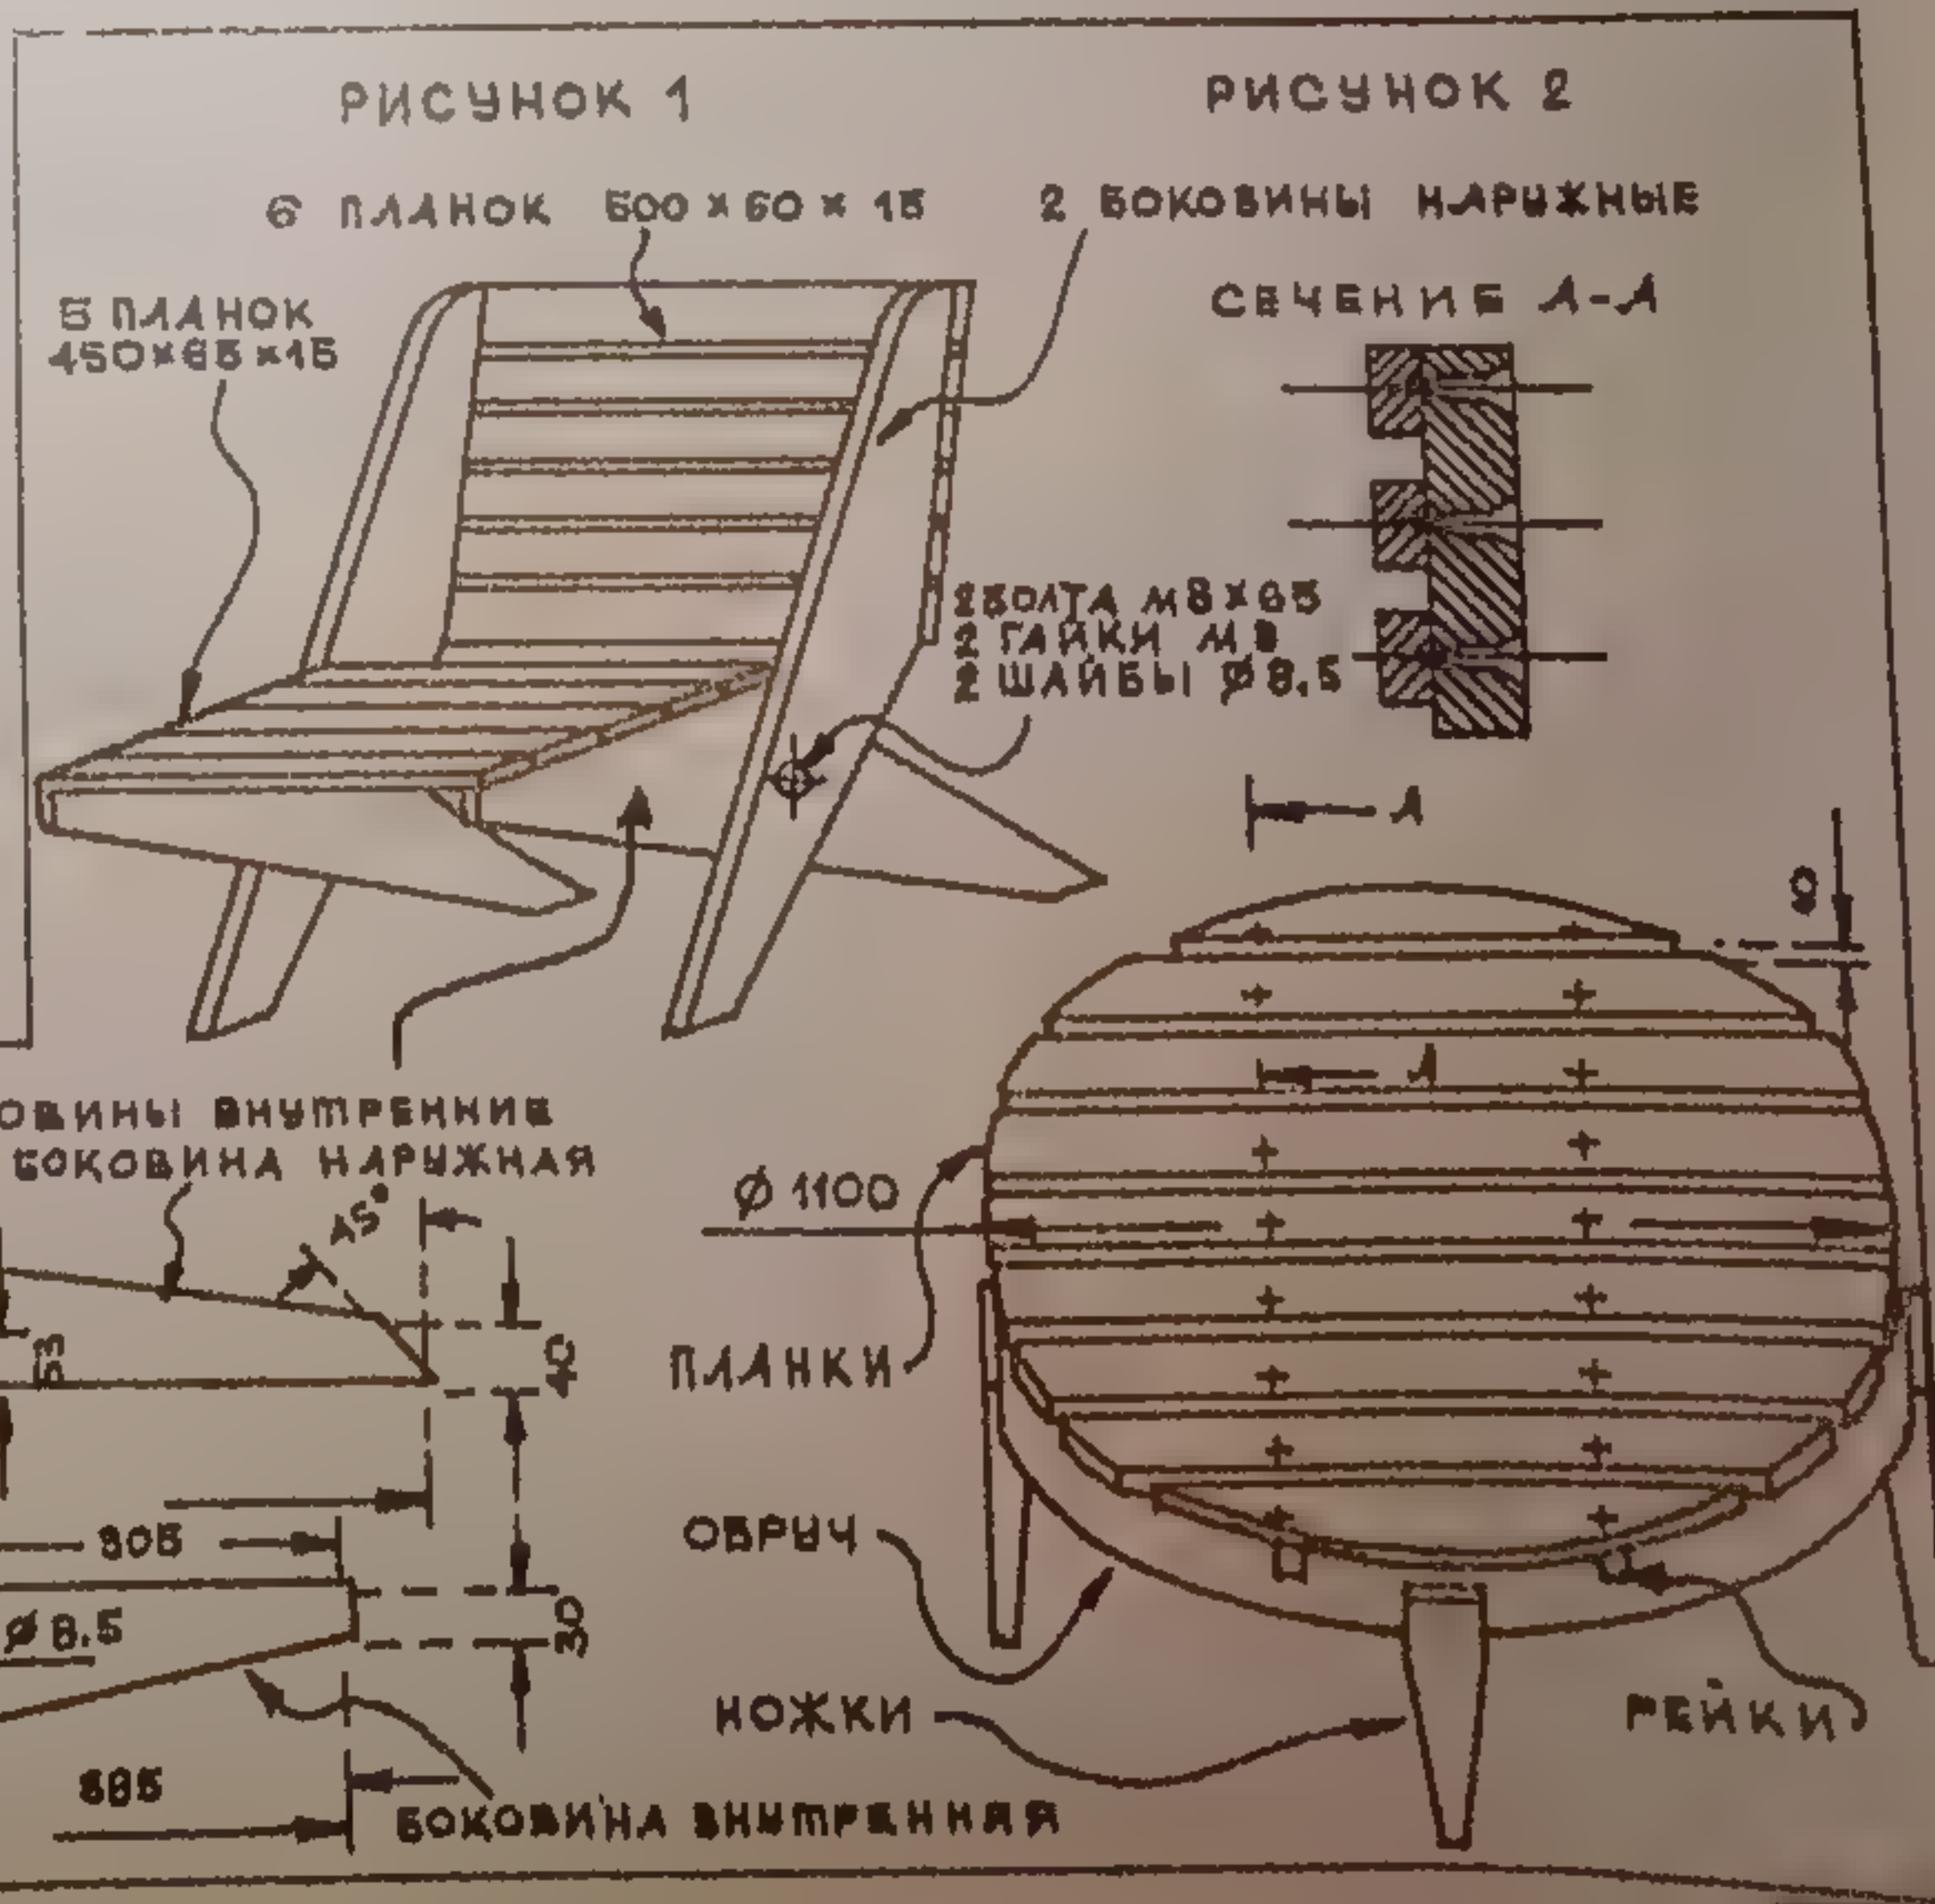 РИСУНОК 1
РИСУНОК 2
6 ПЛАНОК 500×60×15
2 БОКОВИНЫ НАРУЖНЫЕ
5 ПЛАНОК
450×65×15
СЕЧЕНИЕ А-А
2 БОЛТА М8×65
2 ГАЙКИ М8
2 ШАЙБЫ Ø8.5
А
А
ОВИНЫ ВНУТРЕННИЕ
БОКОВИНА НАРУЖНАЯ
45°
Ø 1100
53
40
ПЛАНКИ
ОБРУЧ
305
Ø8.5
30
НОЖКИ
РЕЙКИ
БОКОВИНА ВНУТРЕННЯЯ